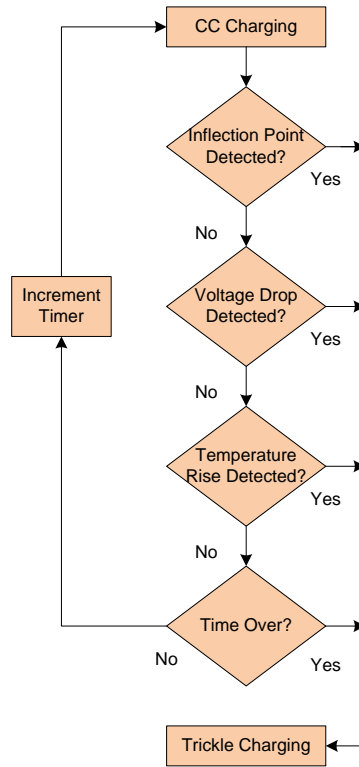 CC Charging
Inflection Point
Detected?
Yes
No
Increment
Timer
Voltage Drop
Detected?
Yes
No
Temperature
Rise Detected?
Yes
No
Time Over?
No
Yes
Trickle Charging